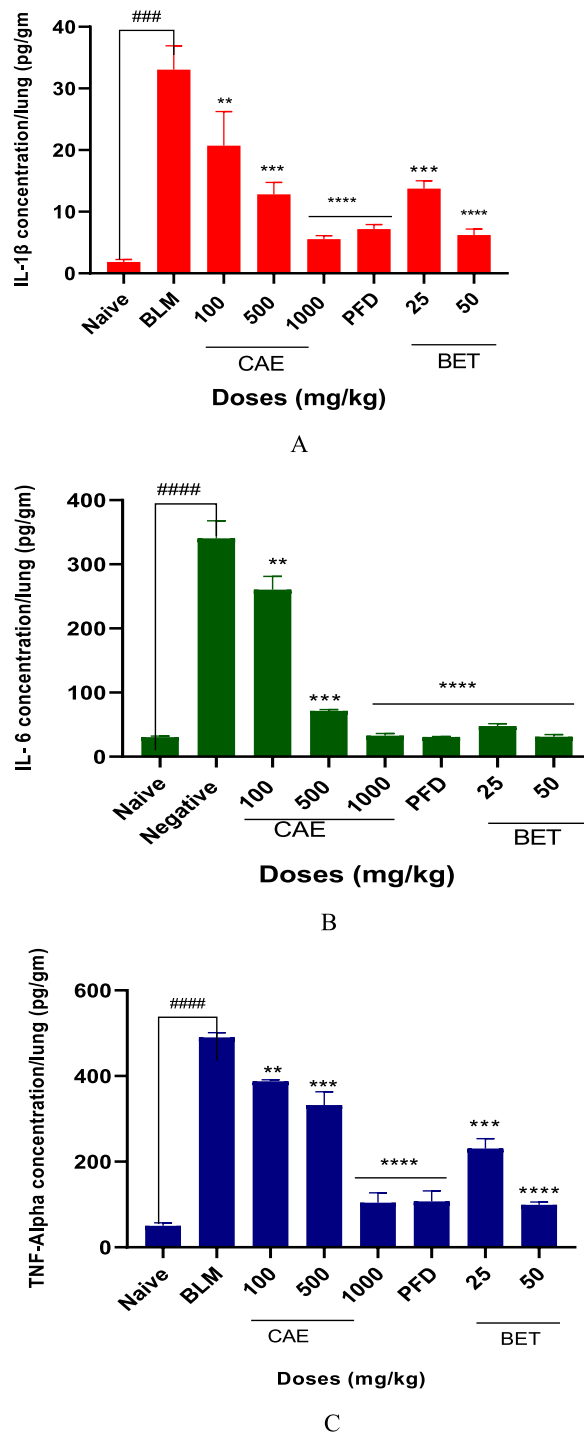 IL-1β concentration/lung (pg/gm)
40
30
20
10
0
###
**
***
****
***
****
Naive
BLM
100
500
1000
PFD
25
50
CAE
BET
Doses (mg/kg)
A
IL- 6 concentration/lung (pg/gm)
400
300
200
100
0
####
**
***
****
Naive
Negative
100
500
1000
PFD
25
50
CAE
BET
Doses (mg/kg)
B
TNF-Alpha concentration/lung (pg/gm)
600
400
200
0
####
**
***
****
***
****
Naive
BLM
100
500
1000
PFD
25
50
CAE
BET
Doses (mg/kg)
C